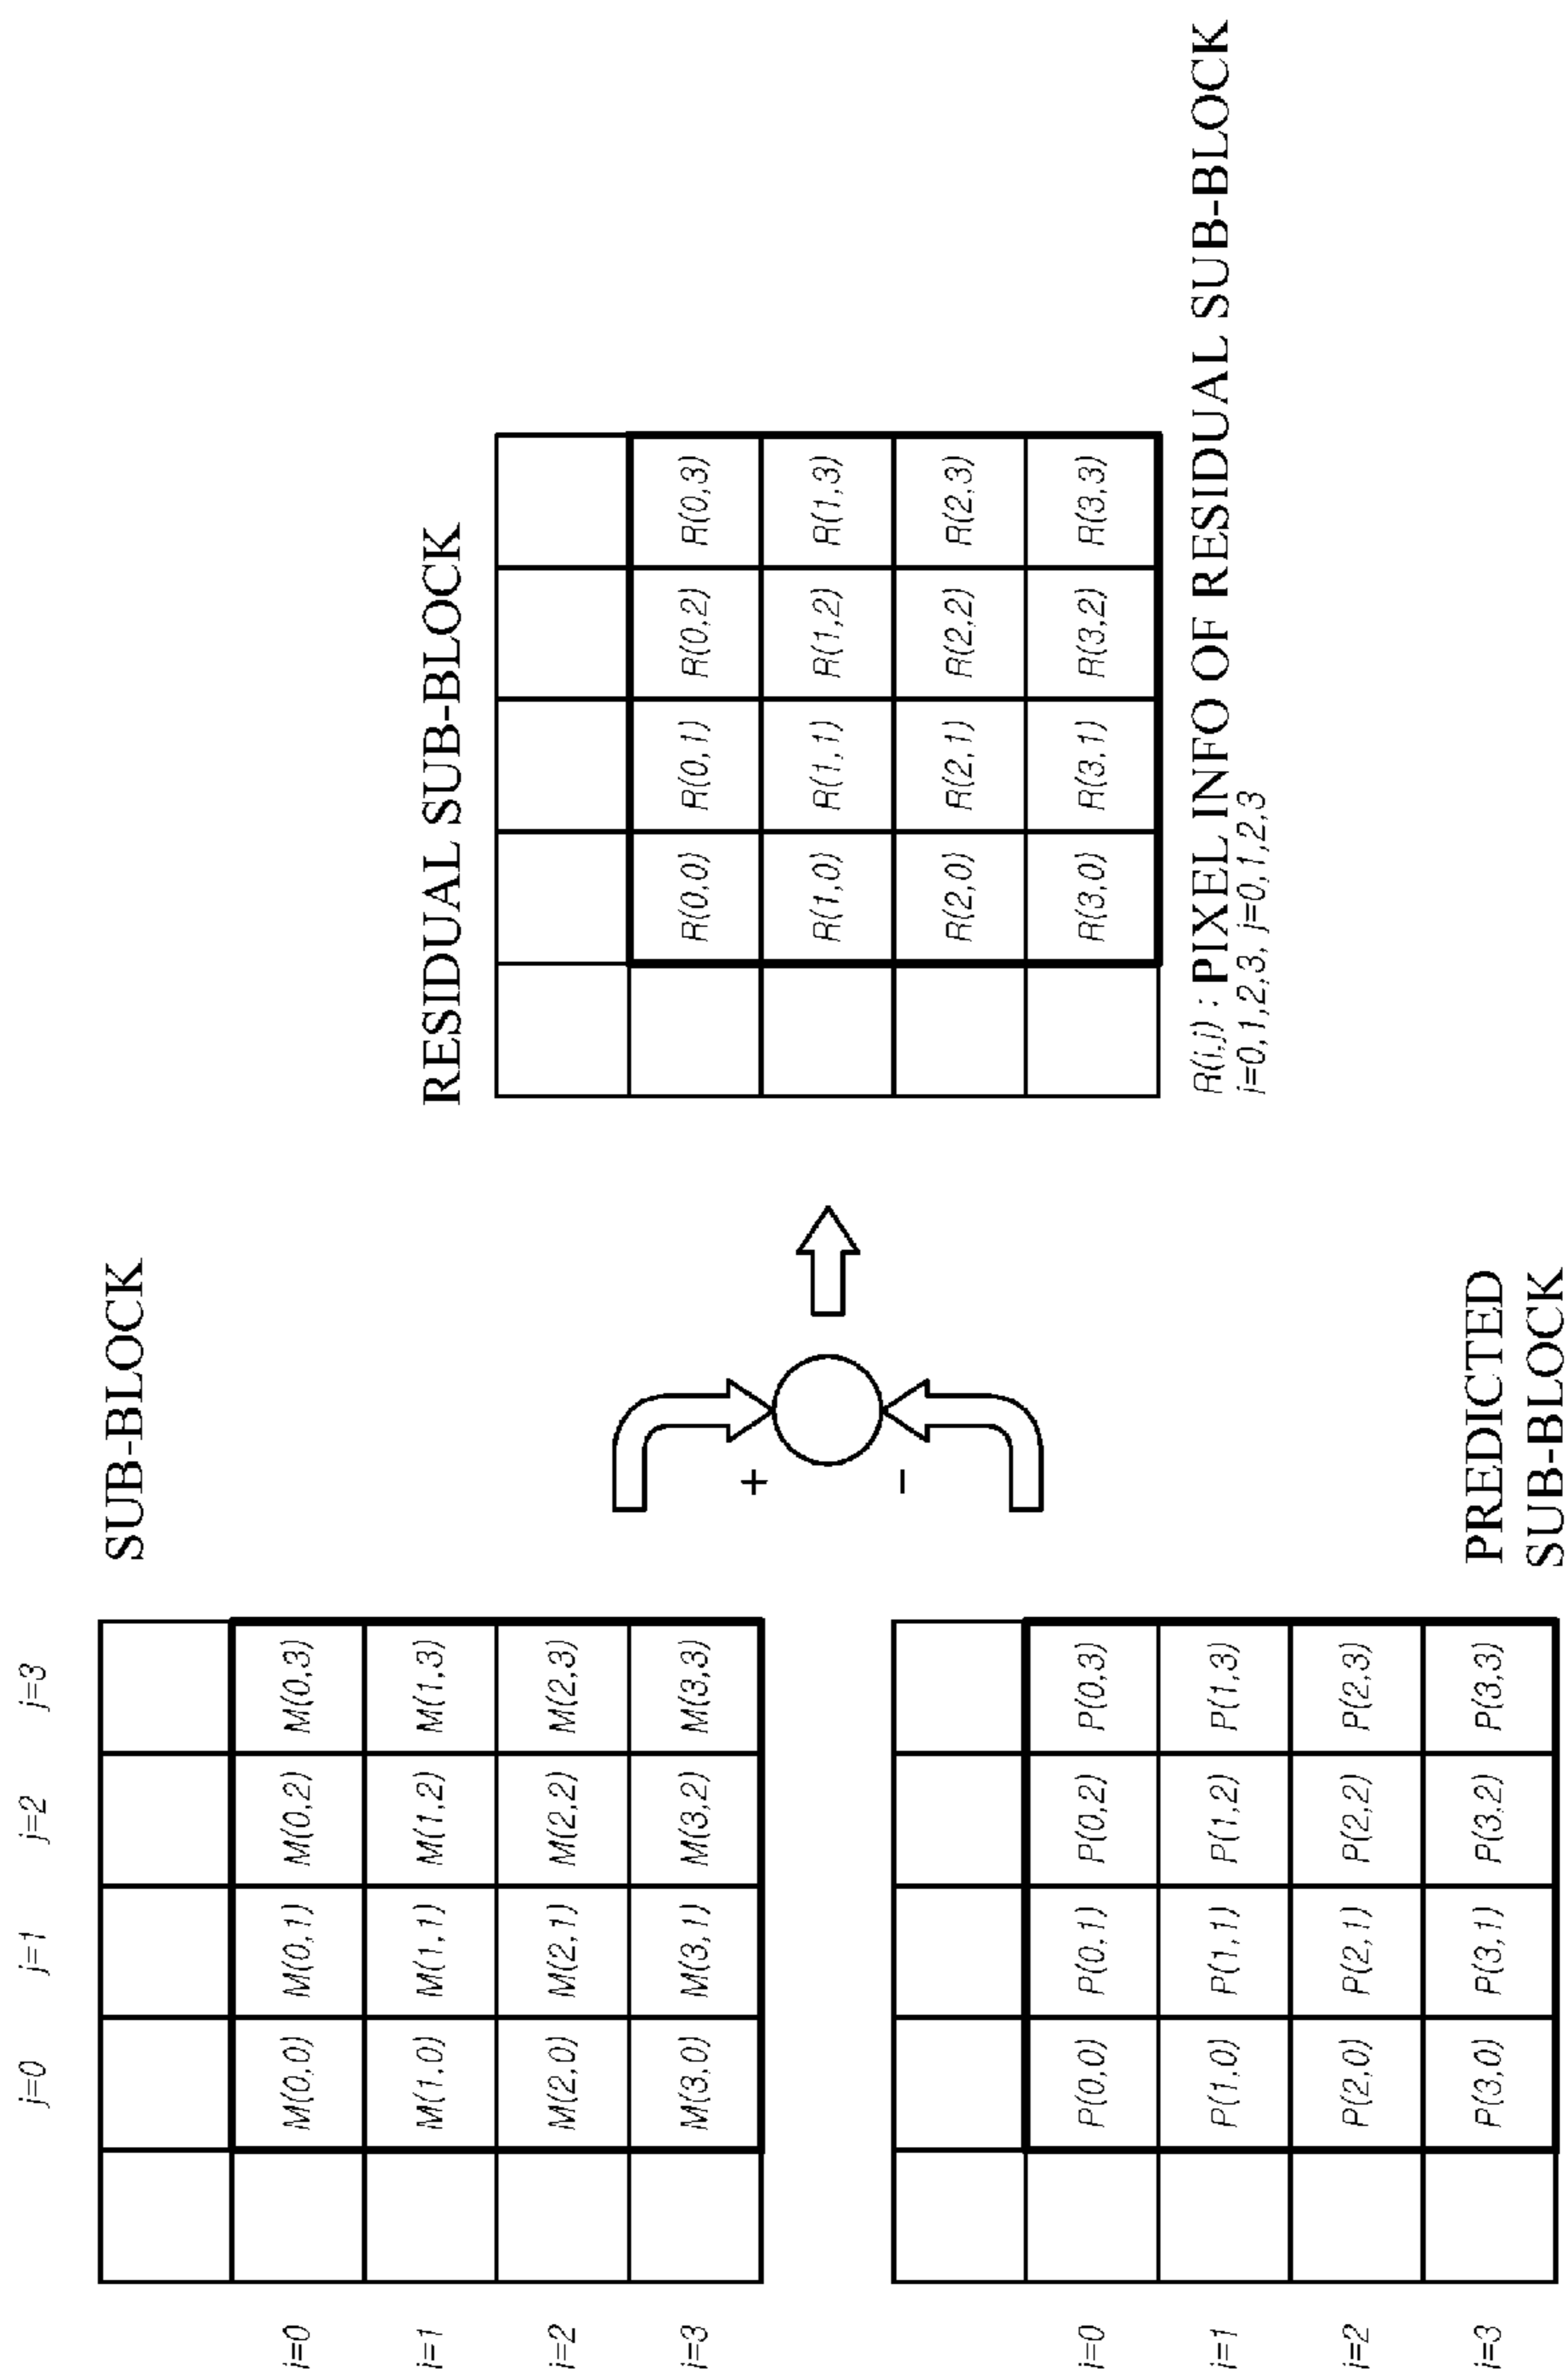 j=0 j=1 j=2 j=3
SUB-BLOCK
i=0 M(0,0) M(0,1) M(0,2) M(0,3)
i=1 M(1,0) M(1,1) M(1,2) M(1,3)
i=2 M(2,0) M(2,1) M(2,2) M(2,3)
i=3 M(3,0) M(3,1) M(3,2) M(3,3)
+
-
i=0 P(0,0) P(0,1) P(0,2) P(0,3)
i=1 P(1,0) P(1,1) P(1,2) P(1,3)
i=2 P(2,0) P(2,1) P(2,2) P(2,3)
i=3 P(3,0) P(3,1) P(3,2) P(3,3)
PREDICTED
SUB-BLOCK
RESIDUAL SUB-BLOCK
R(0,0) R(0,1) R(0,2) R(0,3)
R(1,0) R(1,1) R(1,2) R(1,3)
R(2,0) R(2,1) R(2,2) R(2,3)
R(3,0) R(3,1) R(3,2) R(3,3)
R(i,j) : PIXEL INFO OF RESIDUAL SUB-BLOCK
i=0,1,2,3, j=0,1,2,3